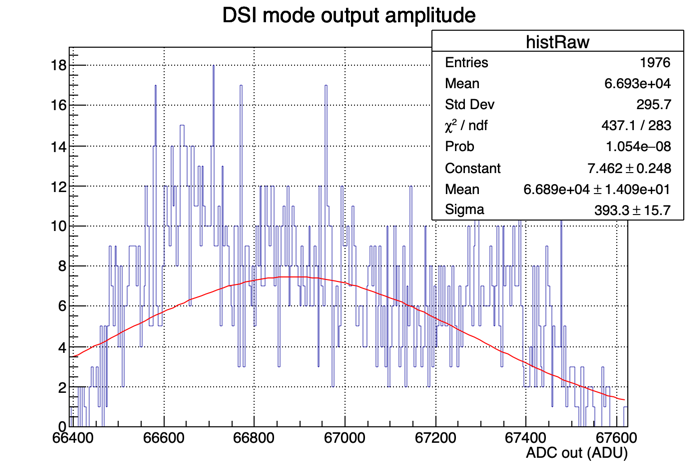 DSI mode output amplitude
histRaw
Entries 1976
Mean 6.693e+04
Std Dev 295.7
χ² / ndf 437.1 / 283
Prob 1.054e−08
Constant 7.462 ± 0.248
Mean 6.689e+04 ± 1.409e+01
Sigma 393.3 ± 15.7
18
16
14
12
10
8
6
4
2
0
66400 66600 66800 67000 67200 67400 67600
ADC out (ADU)